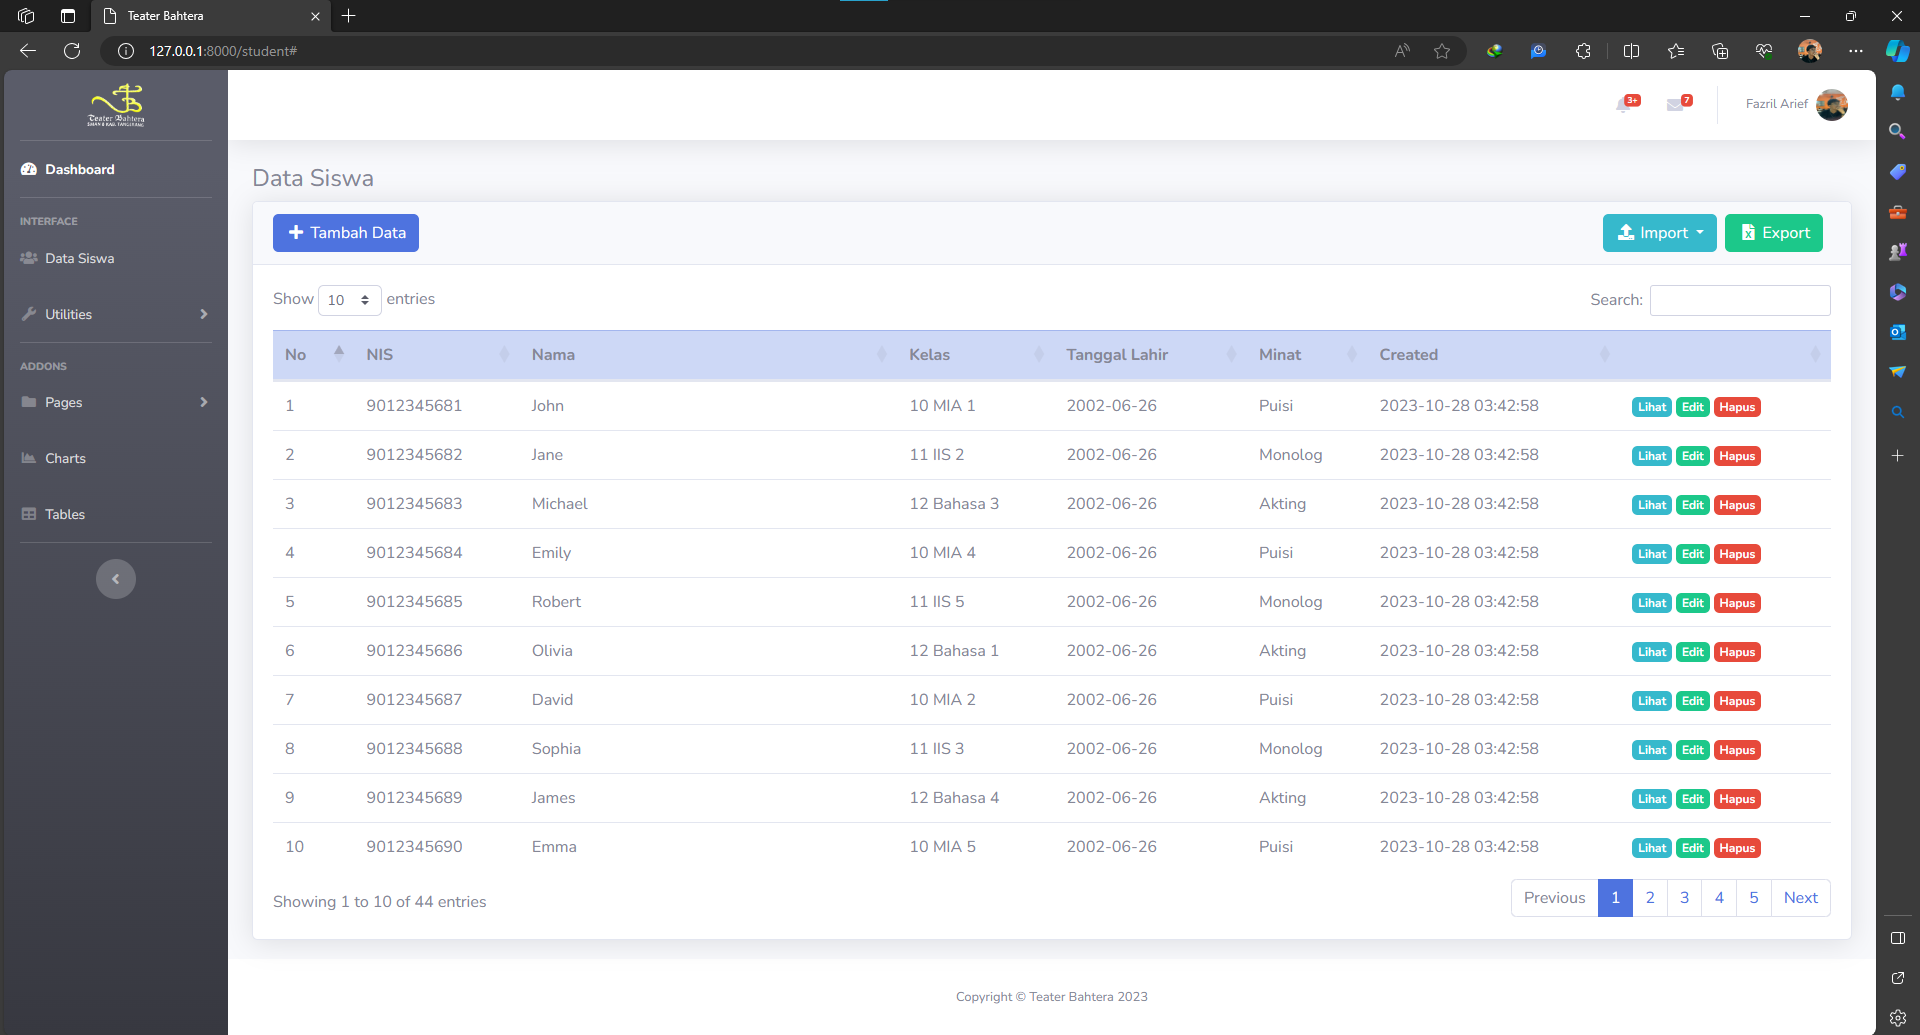 Teater Bahtera
127.0.0.1:8000/student#
Teater Bahtera
3+
7
Fazril Arief
Dashboard
INTERFACE
Data Siswa
Utilities
ADDONS
Pages
Charts
Tables
Data Siswa
Tambah Data
Import
Export
Show 10 entries
Search:
No NIS Nama Kelas Tanggal Lahir Minat Created
1 9012345681 John 10 MIA 1 2002-06-26 Puisi 2023-10-28 03:42:58 Lihat Edit Hapus
2 9012345682 Jane 11 IIS 2 2002-06-26 Monolog 2023-10-28 03:42:58 Lihat Edit Hapus
3 9012345683 Michael 12 Bahasa 3 2002-06-26 Akting 2023-10-28 03:42:58 Lihat Edit Hapus
4 9012345684 Emily 10 MIA 4 2002-06-26 Puisi 2023-10-28 03:42:58 Lihat Edit Hapus
5 9012345685 Robert 11 IIS 5 2002-06-26 Monolog 2023-10-28 03:42:58 Lihat Edit Hapus
6 9012345686 Olivia 12 Bahasa 1 2002-06-26 Akting 2023-10-28 03:42:58 Lihat Edit Hapus
7 9012345687 David 10 MIA 2 2002-06-26 Puisi 2023-10-28 03:42:58 Lihat Edit Hapus
8 9012345688 Sophia 11 IIS 3 2002-06-26 Monolog 2023-10-28 03:42:58 Lihat Edit Hapus
9 9012345689 James 12 Bahasa 4 2002-06-26 Akting 2023-10-28 03:42:58 Lihat Edit Hapus
10 9012345690 Emma 10 MIA 5 2002-06-26 Puisi 2023-10-28 03:42:58 Lihat Edit Hapus
Showing 1 to 10 of 44 entries
Previous 1 2 3 4 5 Next
Copyright © Teater Bahtera 2023